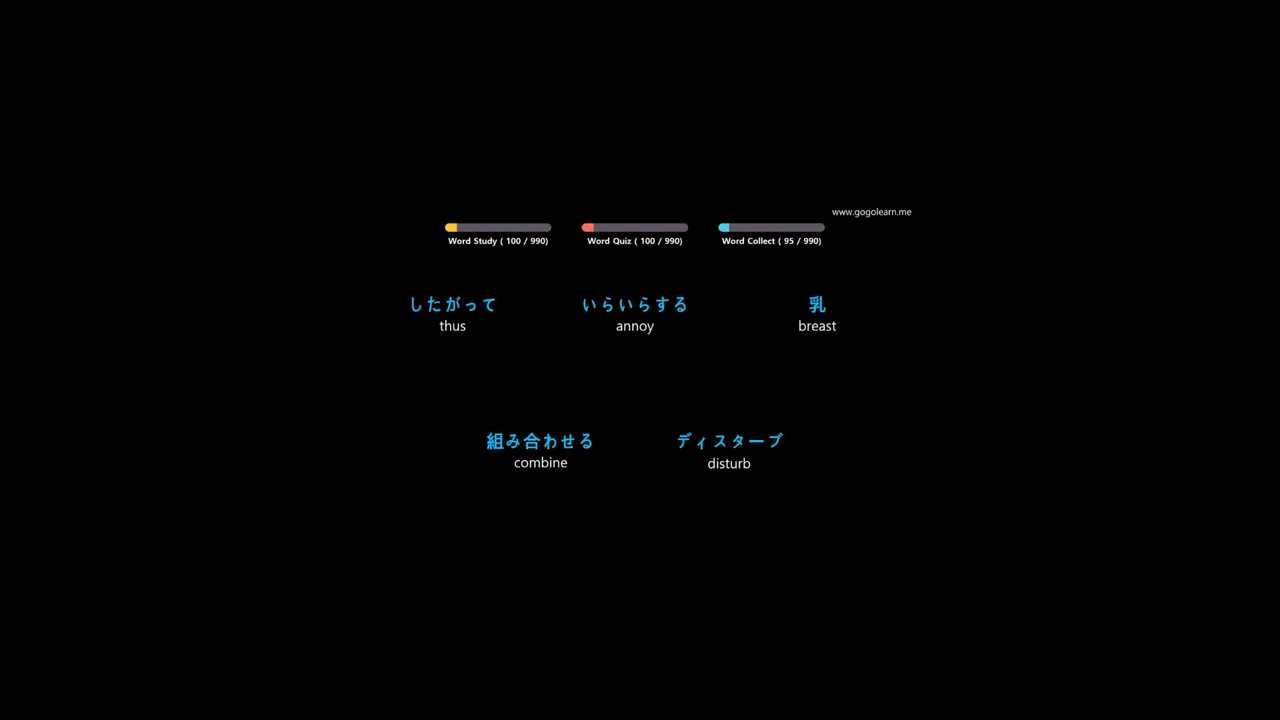 www.gogolearn.me
Word Study ( 100 / 990)
Word Quiz ( 100 / 990)
Word Collect ( 95 / 990)
したがって
thus
いらいらする
annoy
乳
breast
組み合わせる
combine
ディスターブ
disturb